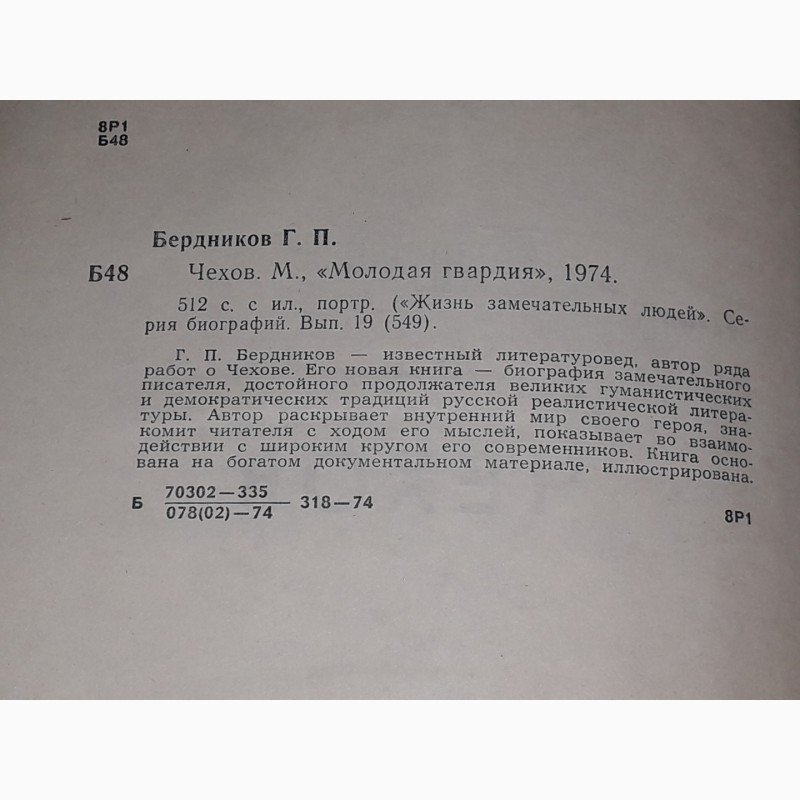 8Р1
Б48
Бердников Г. П.
Б48 Чехов. М., «Молодая гвардия», 1974.
512 с. с ил., портр. («Жизнь замечательных людей». Се-
рия биографий. Вып. 19 (549).
Г. П. Бердников — известный литературовед, автор ряда
работ о Чехове. Его новая книга — биография замечательного
писателя, достойного продолжателя великих гуманистических
и демократических традиций русской реалистической литера-
туры. Автор раскрывает внутренний мир своего героя, зна-
комит читателя с ходом его мыслей, показывает во взаимо-
действии с широким кругом его современников. Книга осно-
вана на богатом документальном материале, иллюстрирована.
Б 70302—335
078(02)—74 318—74
8Р1